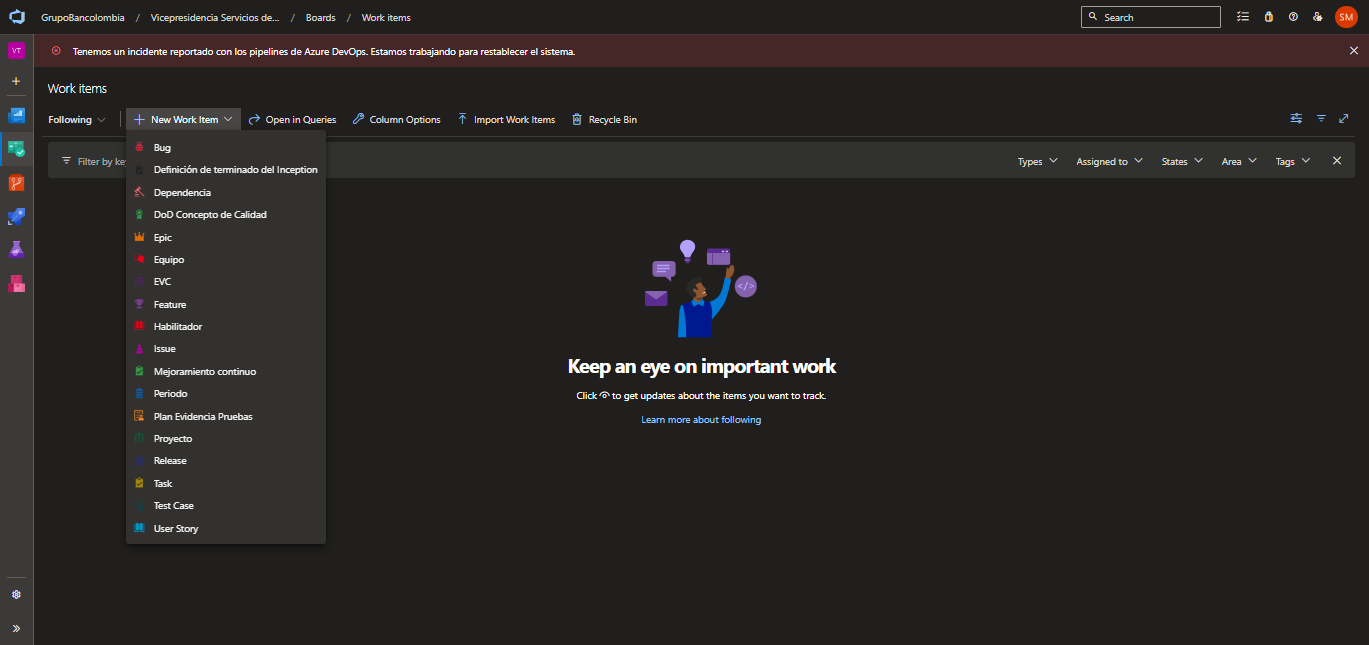 GrupoBancolombia / Vicepresidencia Servicios de... / Boards / Work items
Search
SM
VT
Tenemos un incidente reportado con los pipelines de Azure DevOps. Estamos trabajando para restablecer el sistema.
Work items
Following
New Work Item
Open in Queries
Column Options
Import Work Items
Recycle Bin
Filter by ke
Types
Assigned to
States
Area
Tags
Bug
Definición de terminado del Inception
Dependencia
DoD Concepto de Calidad
Epic
Equipo
EVC
Feature
Habilitador
Issue
Mejoramiento continuo
Periodo
Plan Evidencia Pruebas
Proyecto
Release
Task
Test Case
User Story
</>
Keep an eye on important work
Click to get updates about the items you want to track.
Learn more about following